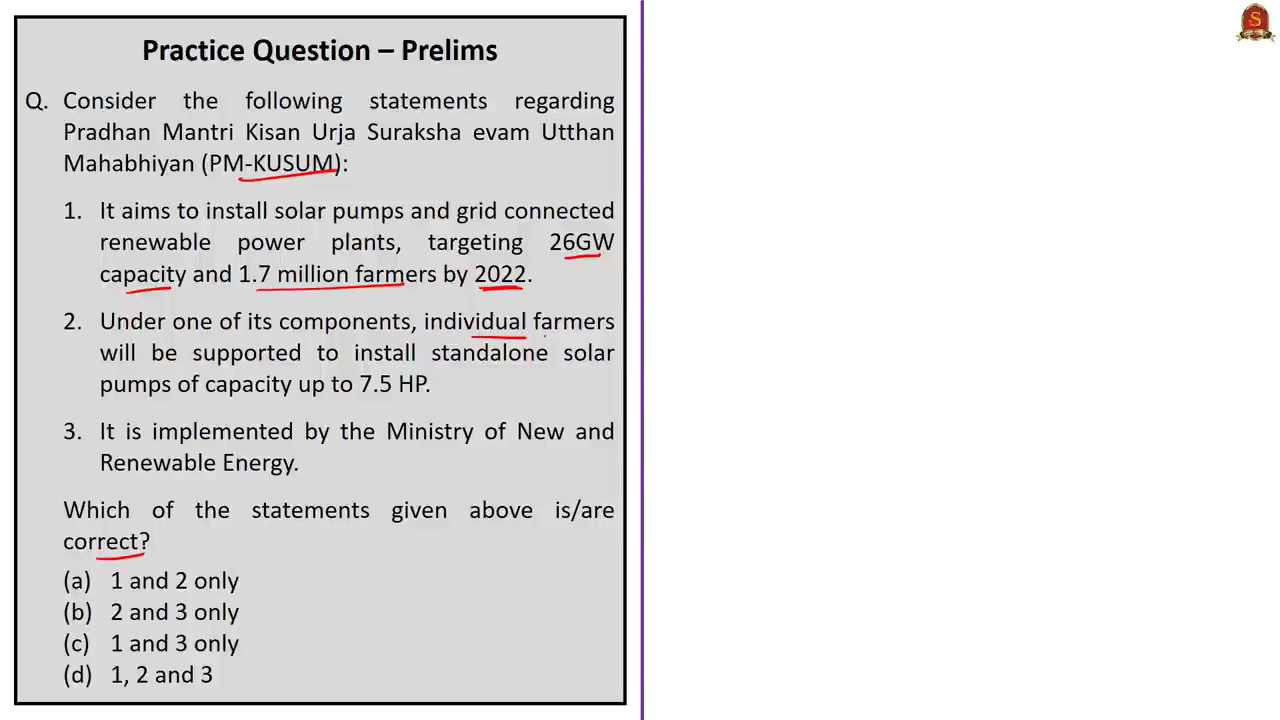 Practice Question – Prelims
Q. Consider the following statements regarding
Pradhan Mantri Kisan Urja Suraksha evam Utthan
Mahabhiyan (PM-KUSUM):
1. It aims to install solar pumps and grid connected
renewable power plants, targeting 26GW
capacity and 1.7 million farmers by 2022.
2. Under one of its components, individual farmers
will be supported to install standalone solar
pumps of capacity up to 7.5 HP.
3. It is implemented by the Ministry of New and
Renewable Energy.
Which of the statements given above is/are
correct?
(a) 1 and 2 only
(b) 2 and 3 only
(c) 1 and 3 only
(d) 1, 2 and 3
S